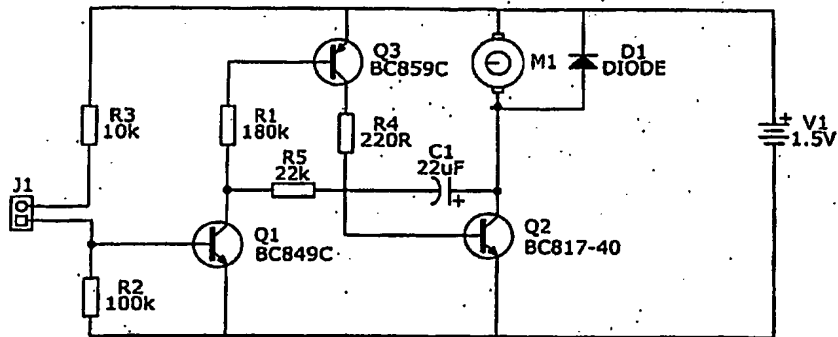 Q3
BC859C
M1
D1
DIODE
R3
10k
R1
180k
R4
220R
+ V1
1.5V
R5
22k
C1
22uF
+
J1
Q1
BC849C
Q2
BC817-40
R2
100k